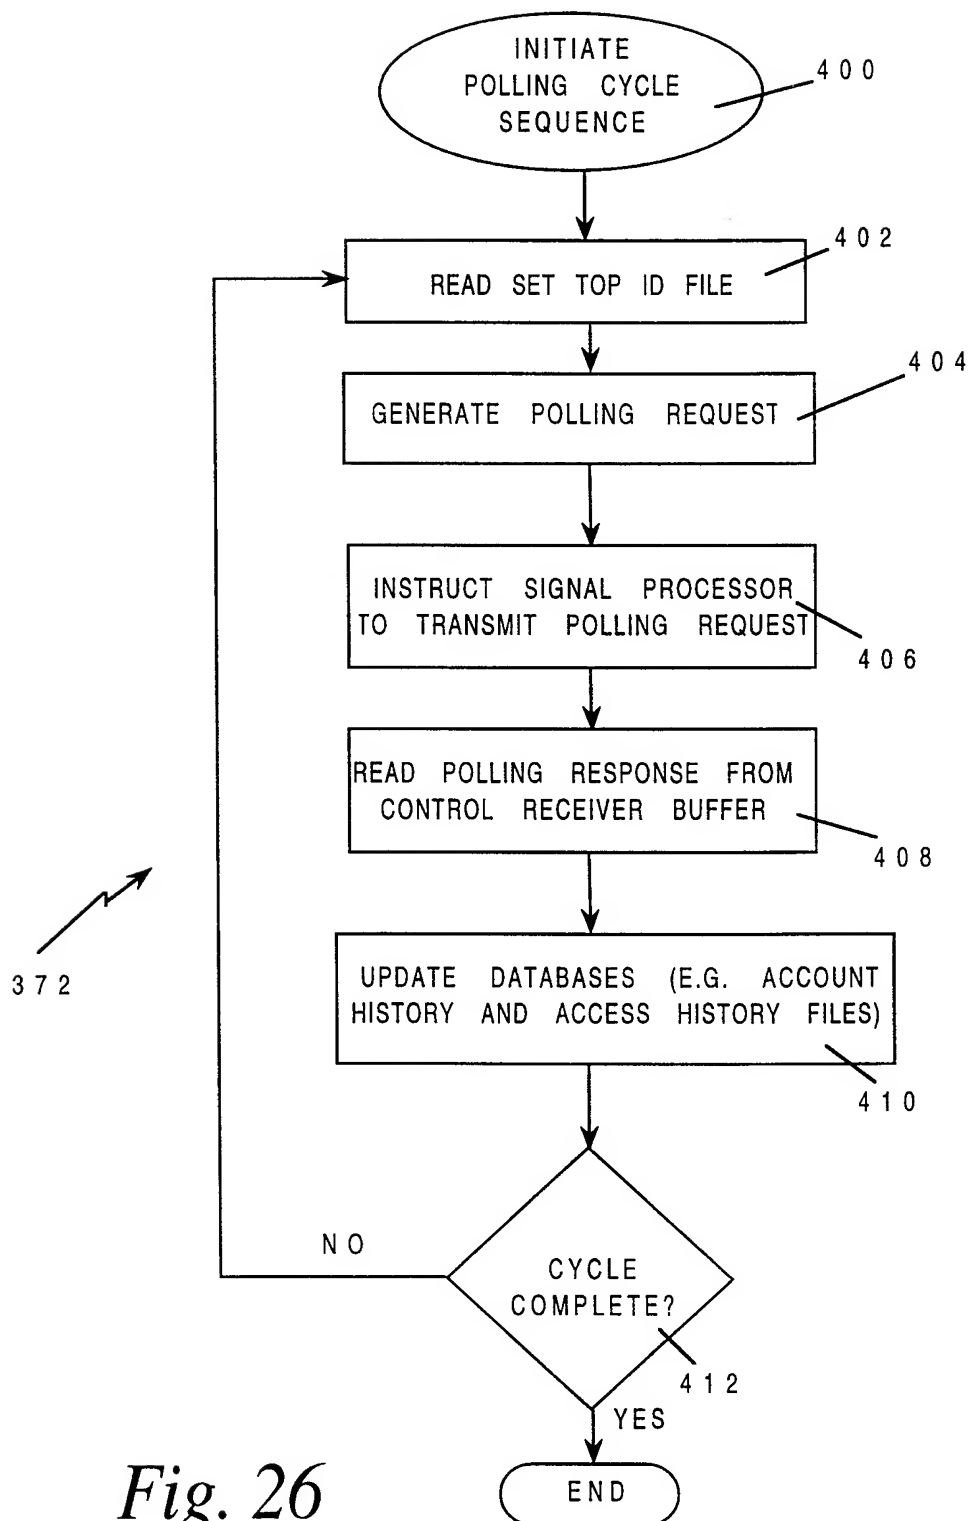 INITIATE
POLLING CYCLE
SEQUENCE
400
402
READ SET TOP ID FILE
404
GENERATE POLLING REQUEST
INSTRUCT SIGNAL PROCESSOR
TO TRANSMIT POLLING REQUEST
406
READ POLLING RESPONSE FROM
CONTROL RECEIVER BUFFER
408
372
UPDATE DATABASES (E.G. ACCOUNT
HISTORY AND ACCESS HISTORY FILES)
410
NO
CYCLE
COMPLETE?
412
YES
END
Fig. 26